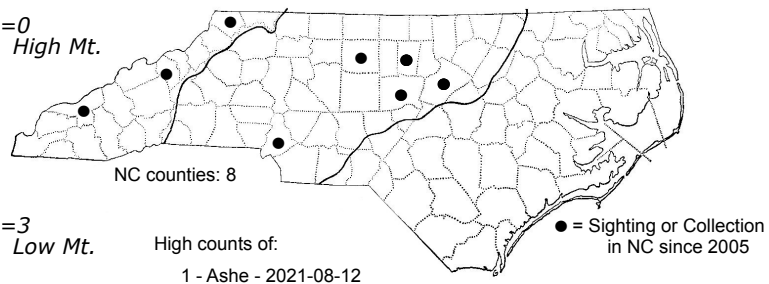 =0
High Mt.
NC counties: 8
=3
Low Mt.
High counts of:
1 - Ashe - 2021-08-12
● = Sighting or Collection
in NC since 2005